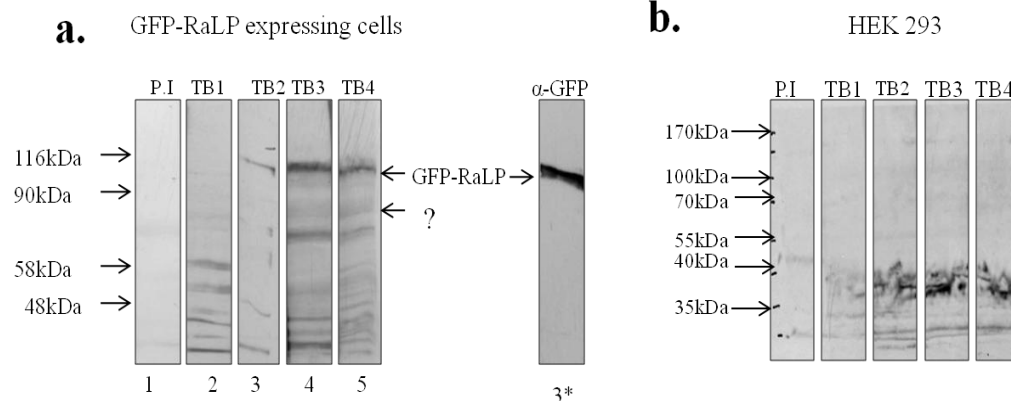 a. GFP-RaLP expressing cells
P.I TB1 TB2 TB3 TB4 α-GFP
116kDa
90kDa
58kDa
48kDa
GFP-RaLP
?
1 2 3 4 5 3*
b. HEK 293
P.I TB1 TB2 TB3 TB4
170kDa
100kDa
70kDa
55kDa
40kDa
35kDa